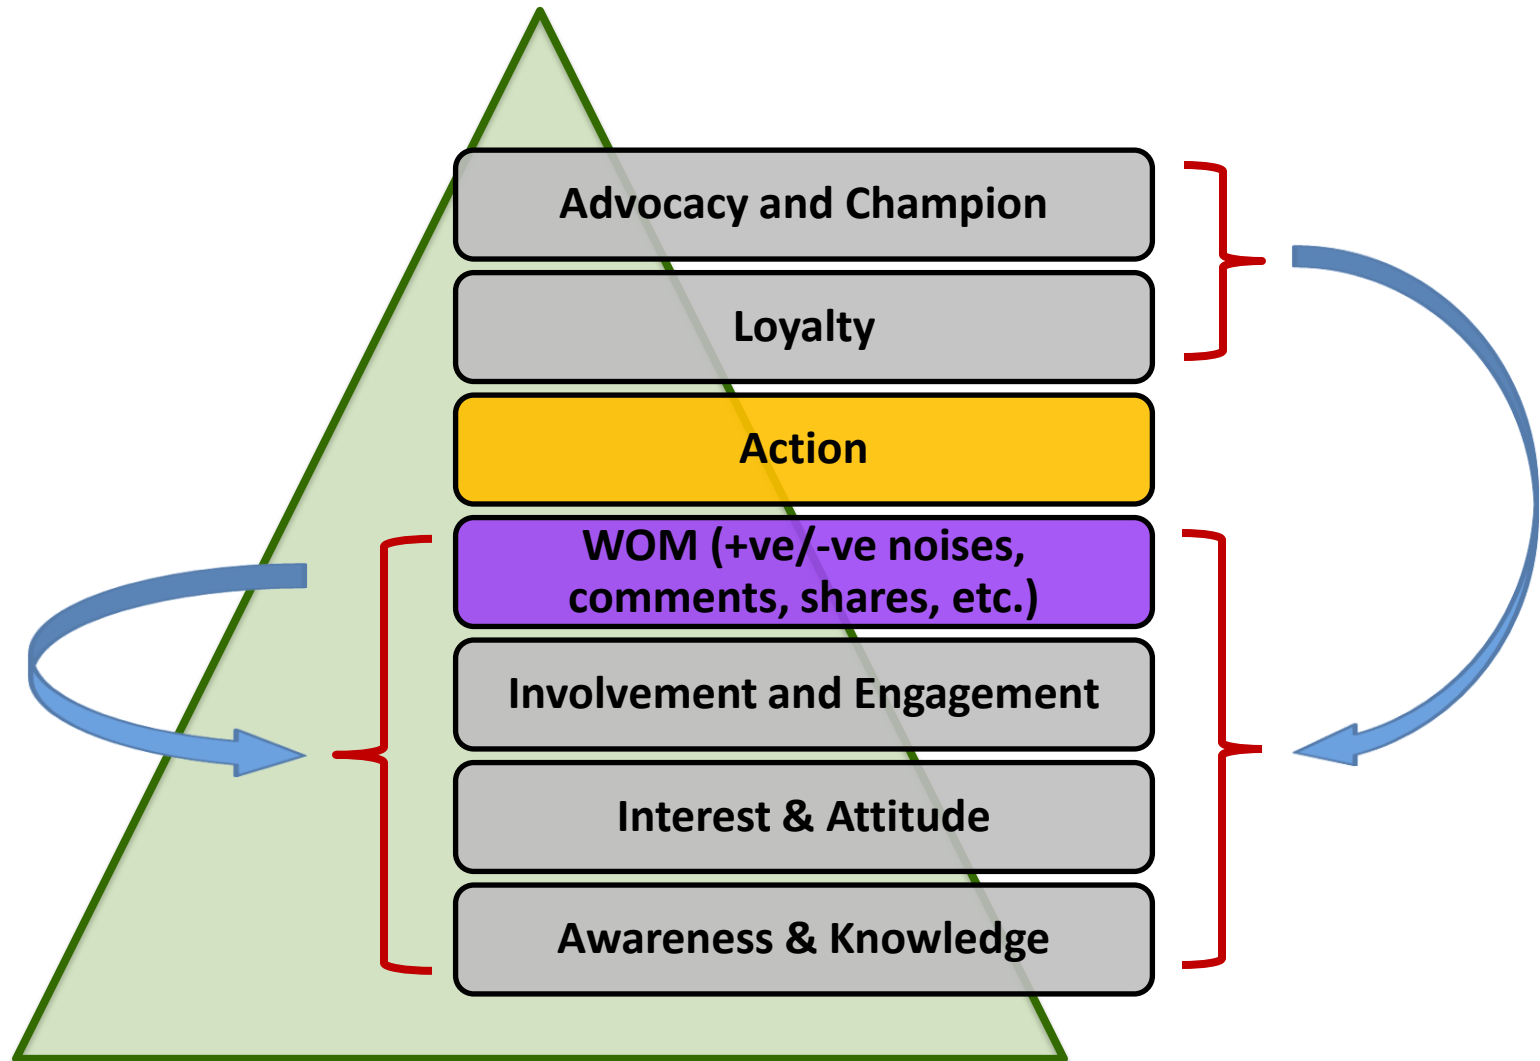 Advocacy and Champion
Loyalty
Action
WOM (+ve/-ve noises,
comments, shares, etc.)
Involvement and Engagement
Interest & Attitude
Awareness & Knowledge